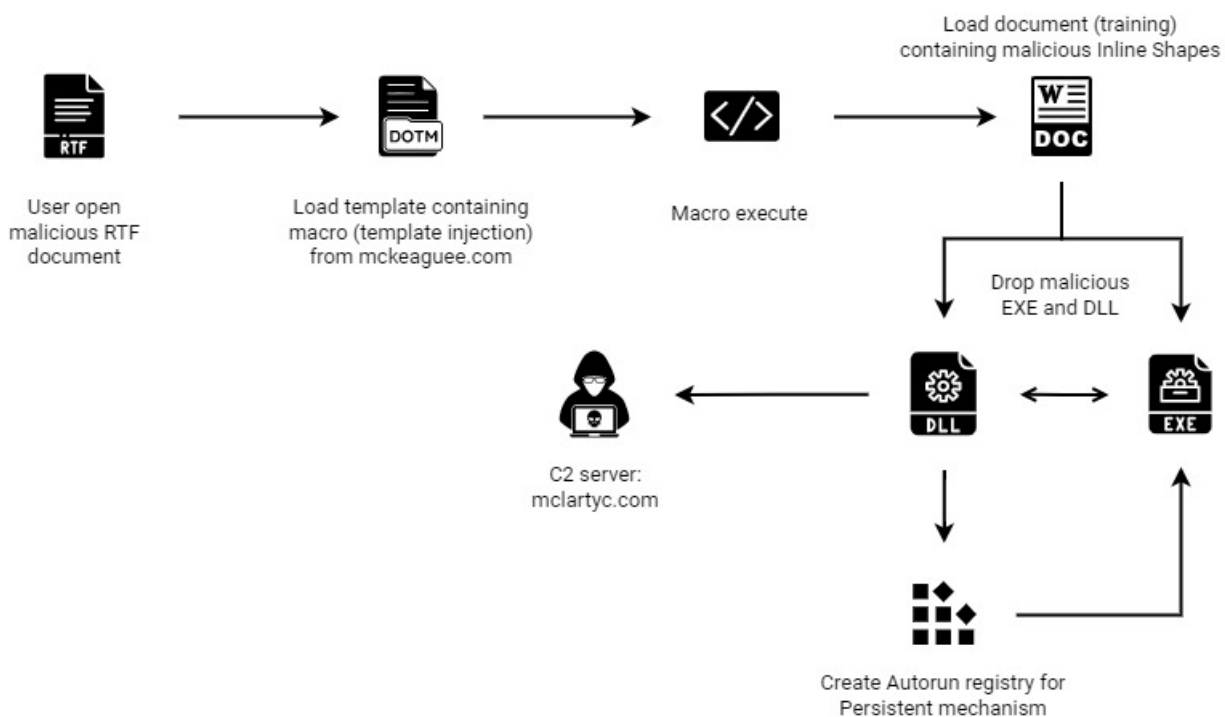 Load document (training)
containing malicious Inline Shapes
RTF
DOTM
</>
W
DOC
User open
malicious RTF
document
Load template containing
macro (template injection)
from mckeaguee.com
Macro execute
Drop malicious
EXE and DLL
DLL
EXE
C2 server:
mclartyc.com
Create Autorun registry for
Persistent mechanism